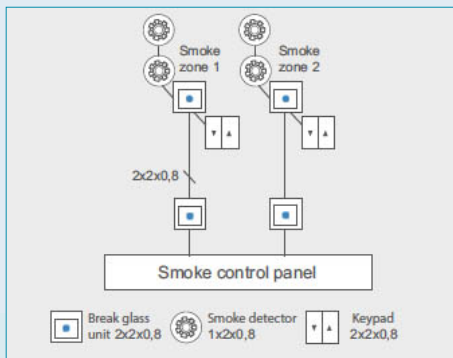 Smoke
zone 1
Smoke
zone 2
2x2x0,8
Smoke control panel
Break glass
unit 2x2x0,8
Smoke detector
1x2x0,8
Keypad
2x2x0,8